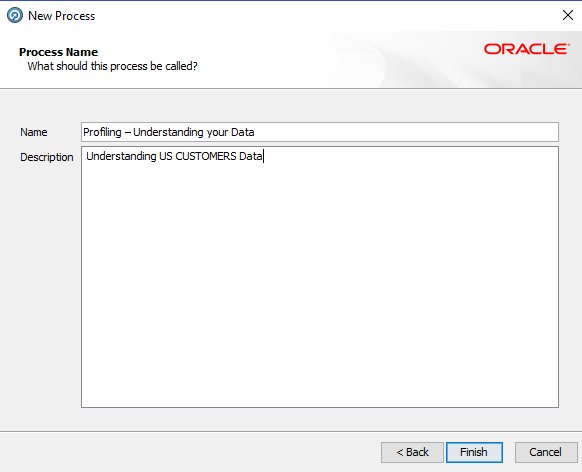 New Process
Process Name
What should this process be called?
ORACLE
Name
Profiling – Understanding your Data
Description
Understanding US CUSTOMERS Data
< Back
Finish
Cancel